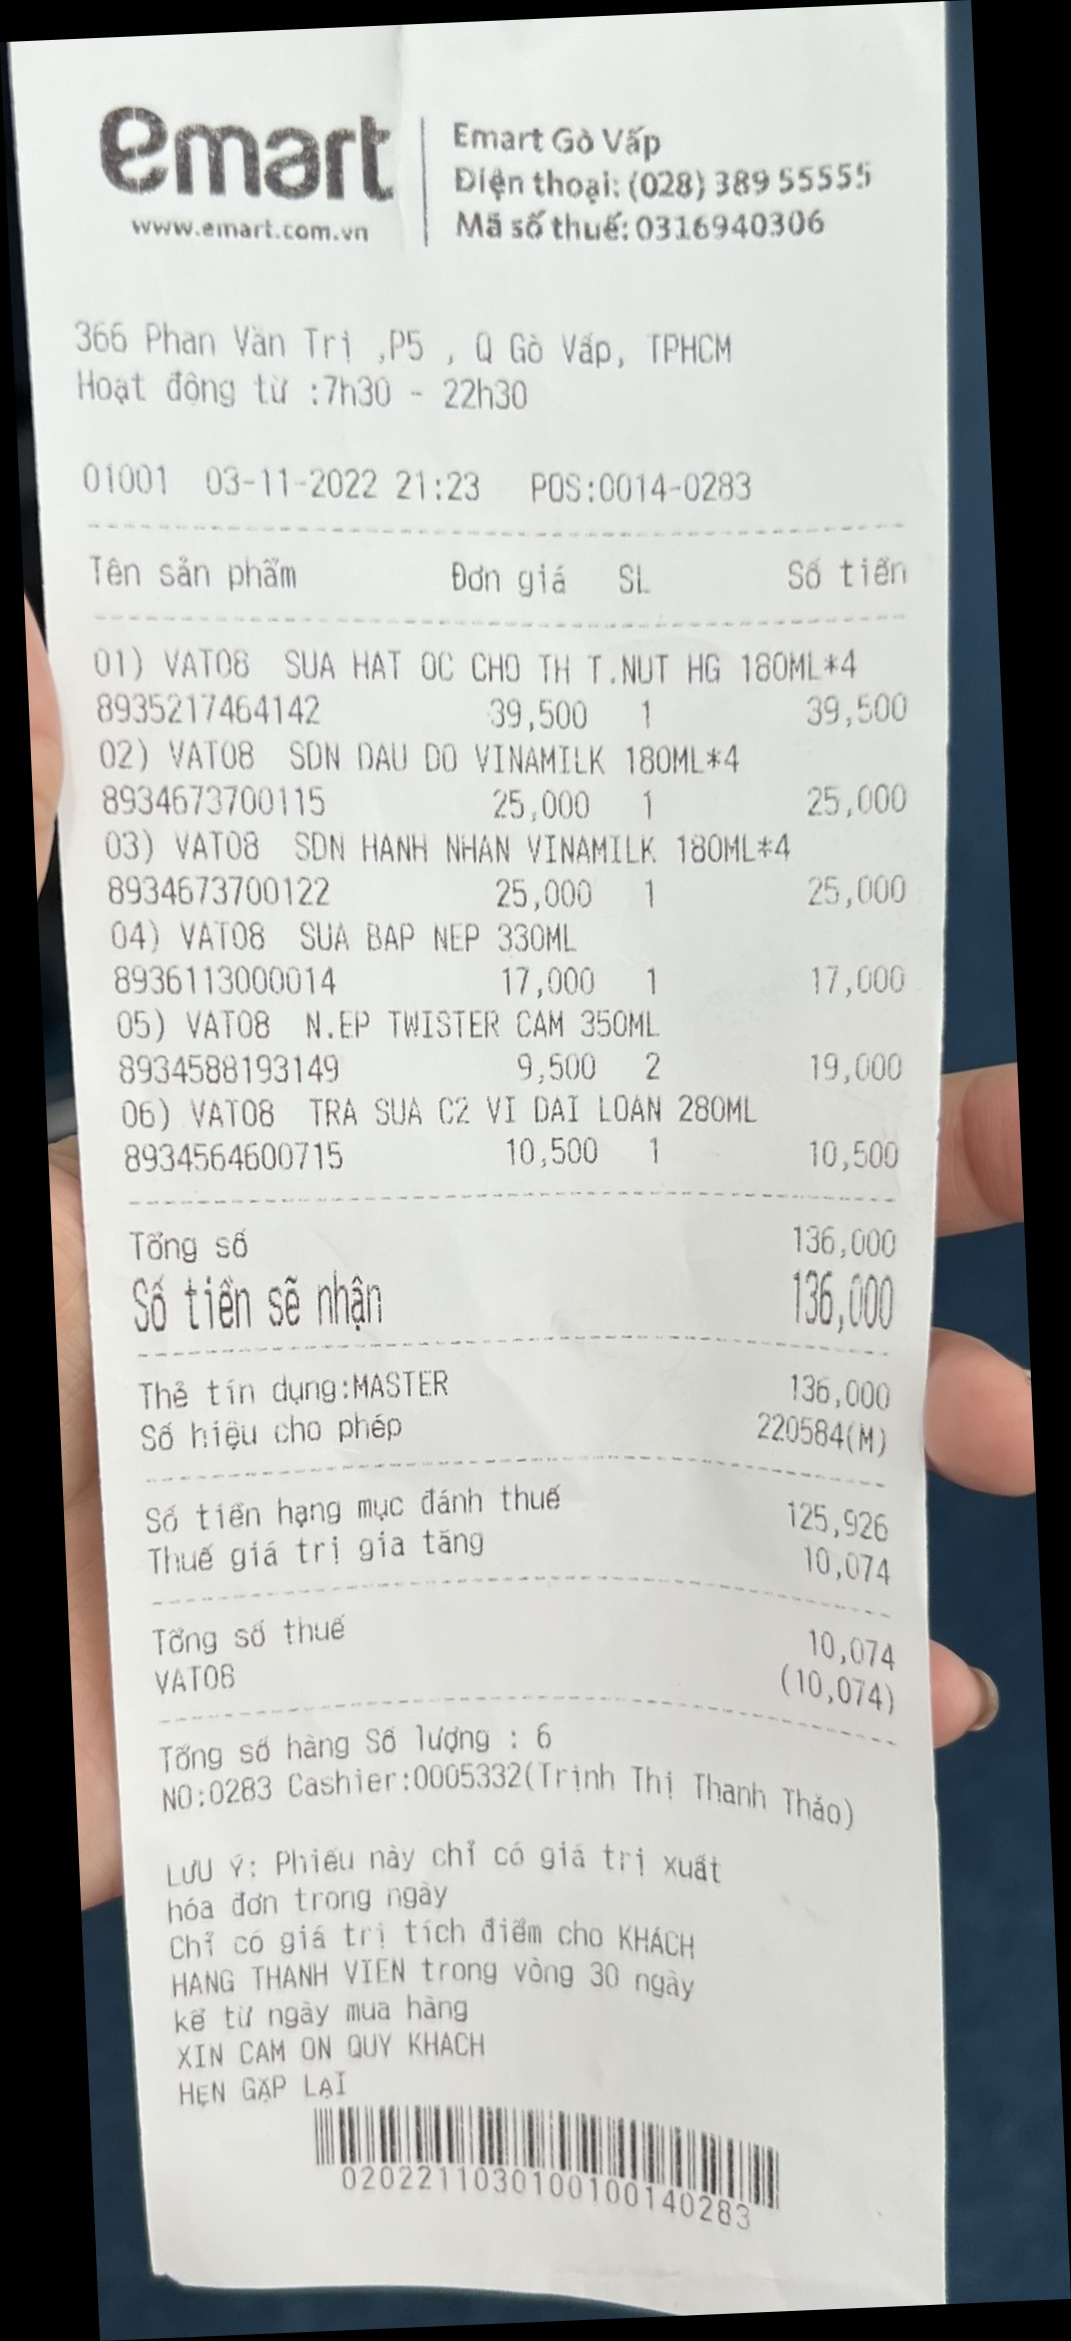 emart
www.emart.com.vn
Emart Gò Vấp
Điện thoại: (028) 389 55555
Mã số thuế: 0316940306
366 Phan Văn Trị ,P5 , Q Gò Vấp, TPHCM
Hoạt động từ :7h30 - 22h30
01001 03-11-2022 21:23 POS:0014-0283
Tên sản phẩm Đơn giá SL Số tiền
01) VAT08 SUA HAT OC CHO TH T.NUT HG 180ML*4
8935217464142 39,500 1 39,500
02) VAT08 SDN DAU DO VINAMILK 180ML*4
8934673700115 25,000 1 25,000
03) VAT08 SDN HANH NHAN VINAMILK 180ML*4
8934673700122 25,000 1 25,000
04) VAT08 SUA BAP NEP 330ML
8936113000014 17,000 1 17,000
05) VAT08 N.EP TWISTER CAM 350ML
8934588193149 9,500 2 19,000
06) VAT08 TRA SUA C2 VI DAI LOAN 280ML
8934564600715 10,500 1 10,500
Tổng số 136,000
Số tiền sẽ nhận 136,000
Thẻ tín dụng:MASTER 136,000
Số hiệu cho phép 220584(M)
Số tiền hạng mục đánh thuế 125,926
Thuế giá trị gia tăng 10,074
Tổng số thuế 10,074
VAT08 (10,074)
Tổng số hàng Số lượng : 6
NO:0283 Cashier:0005332(Trịnh Thị Thanh Thảo)
LƯU Ý: Phiếu này chỉ có giá trị xuất
hóa đơn trong ngày
Chỉ có giá trị tích điểm cho KHÁCH
HANG THANH VIEN trong vòng 30 ngày
kể từ ngày mua hàng
XIN CAM ON QUY KHACH
HẸN GẶP LẠI
020221103010010​0140283